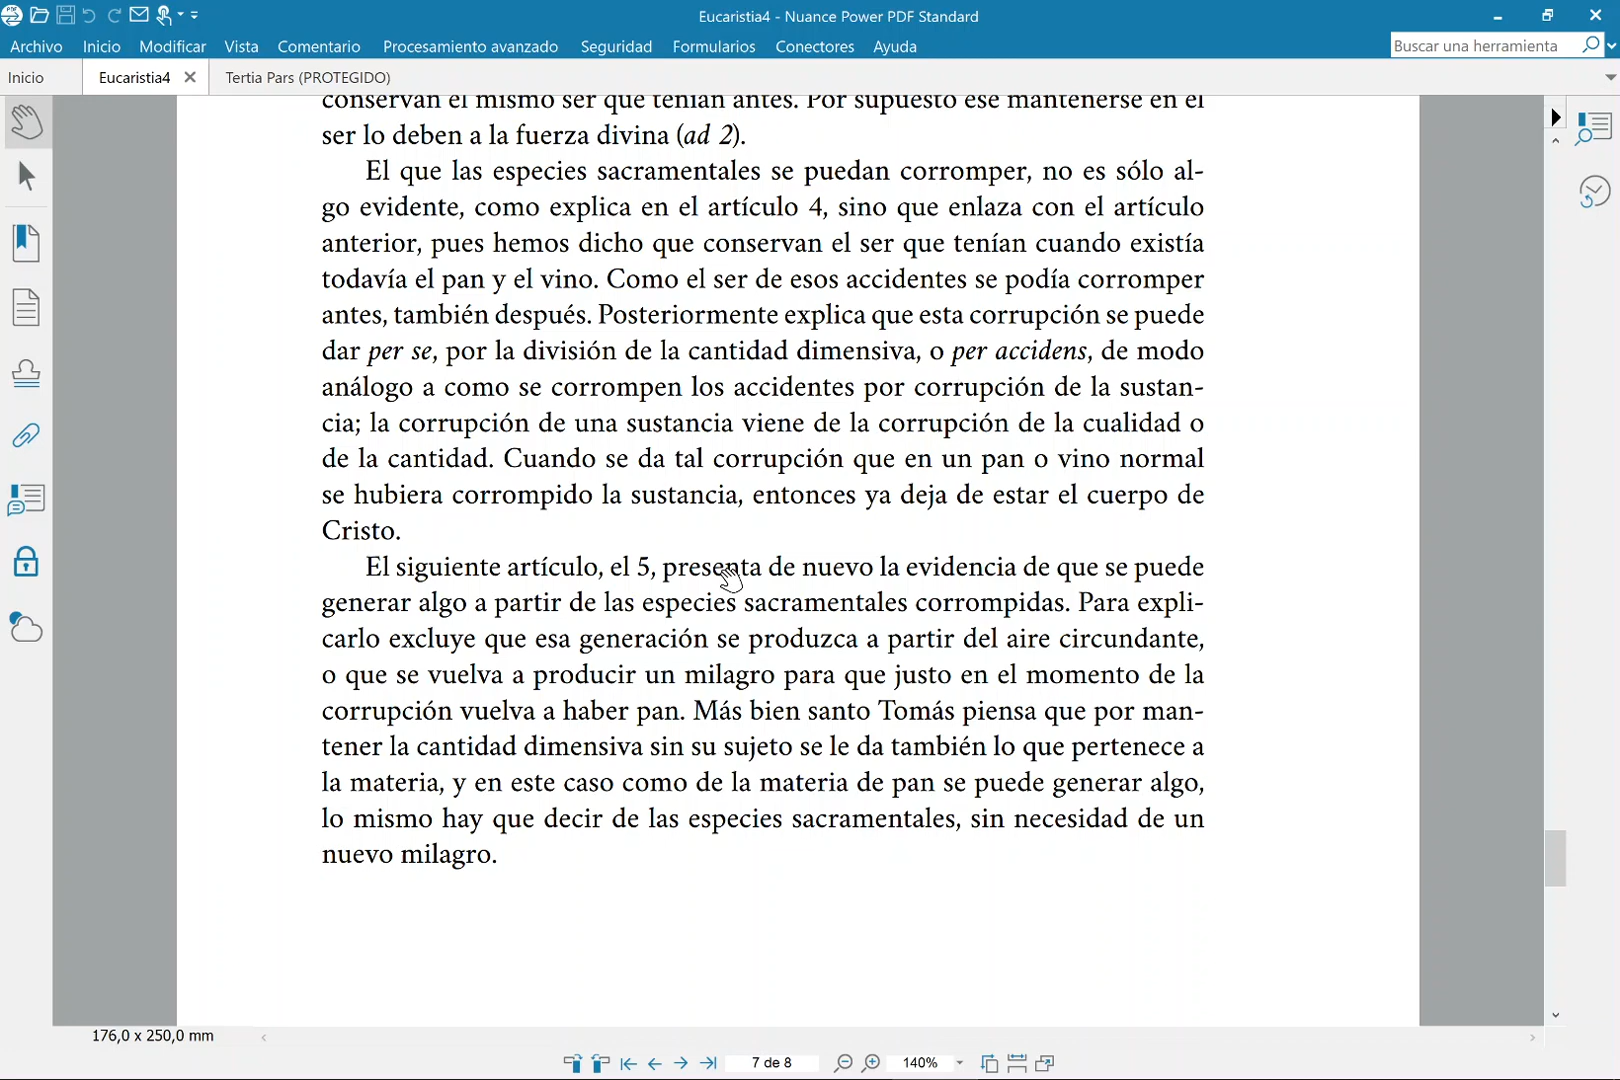 Eucaristia4 - Nuance Power PDF Standard
Archivo Inicio Modificar Vista Comentario Procesamiento avanzado Seguridad Formularios Conectores Ayuda
Buscar una herramienta
Inicio Eucaristia4 Tertia Pars (PROTEGIDO)
conservan el mismo ser que tenían antes. Por supuesto ese mantenerse en el
ser lo deben a la fuerza divina (ad 2).
El que las especies sacramentales se puedan corromper, no es sólo al-
go evidente, como explica en el artículo 4, sino que enlaza con el artículo
anterior, pues hemos dicho que conservan el ser que tenían cuando existía
todavía el pan y el vino. Como el ser de esos accidentes se podía corromper
antes, también después. Posteriormente explica que esta corrupción se puede
dar per se, por la división de la cantidad dimensiva, o per accidens, de modo
análogo a como se corrompen los accidentes por corrupción de la sustan-
cia; la corrupción de una sustancia viene de la corrupción de la cualidad o
de la cantidad. Cuando se da tal corrupción que en un pan o vino normal
se hubiera corrompido la sustancia, entonces ya deja de estar el cuerpo de
Cristo.
El siguiente artículo, el 5, presenta de nuevo la evidencia de que se puede
generar algo a partir de las especies sacramentales corrompidas. Para expli-
carlo excluye que esa generación se produzca a partir del aire circundante,
o que se vuelva a producir un milagro para que justo en el momento de la
corrupción vuelva a haber pan. Más bien santo Tomás piensa que por man-
tener la cantidad dimensiva sin su sujeto se le da también lo que pertenece a
la materia, y en este caso como de la materia de pan se puede generar algo,
lo mismo hay que decir de las especies sacramentales, sin necesidad de un
nuevo milagro.
176,0 x 250,0 mm
7 de 8 140%